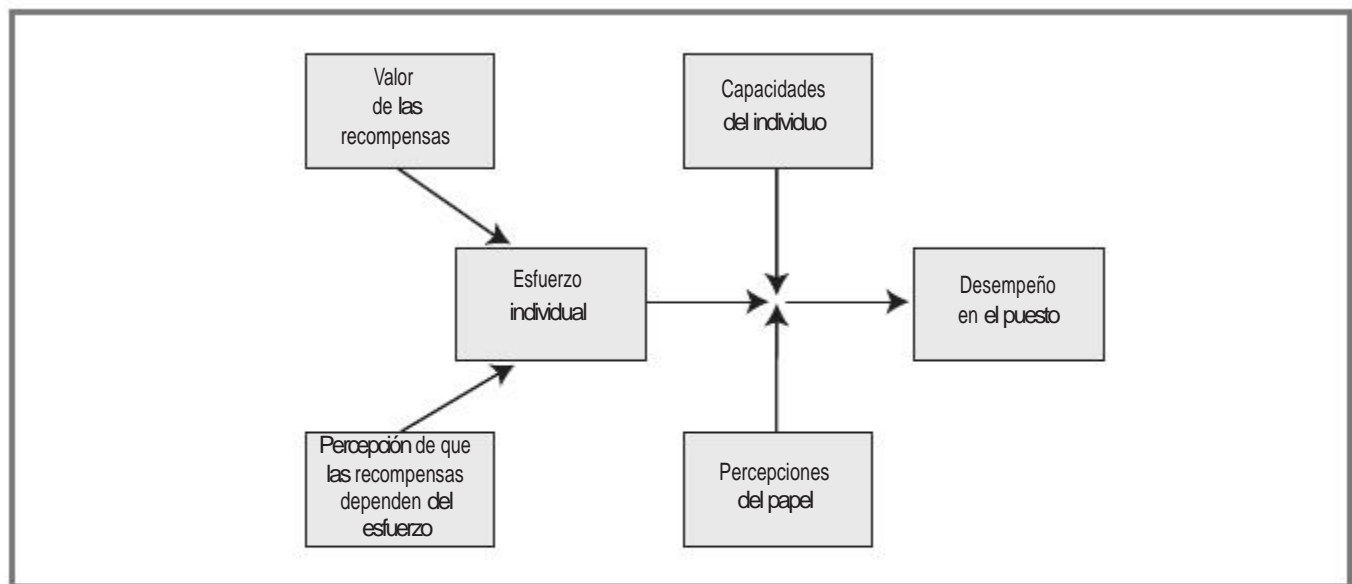 Valor
de las
recompensas
Capacidades
del individuo
Esfuerzo
individual
Desempeño
en el puesto
Percepción de que
las recompensas
dependen del
esfuerzo
Percepciones
del papel